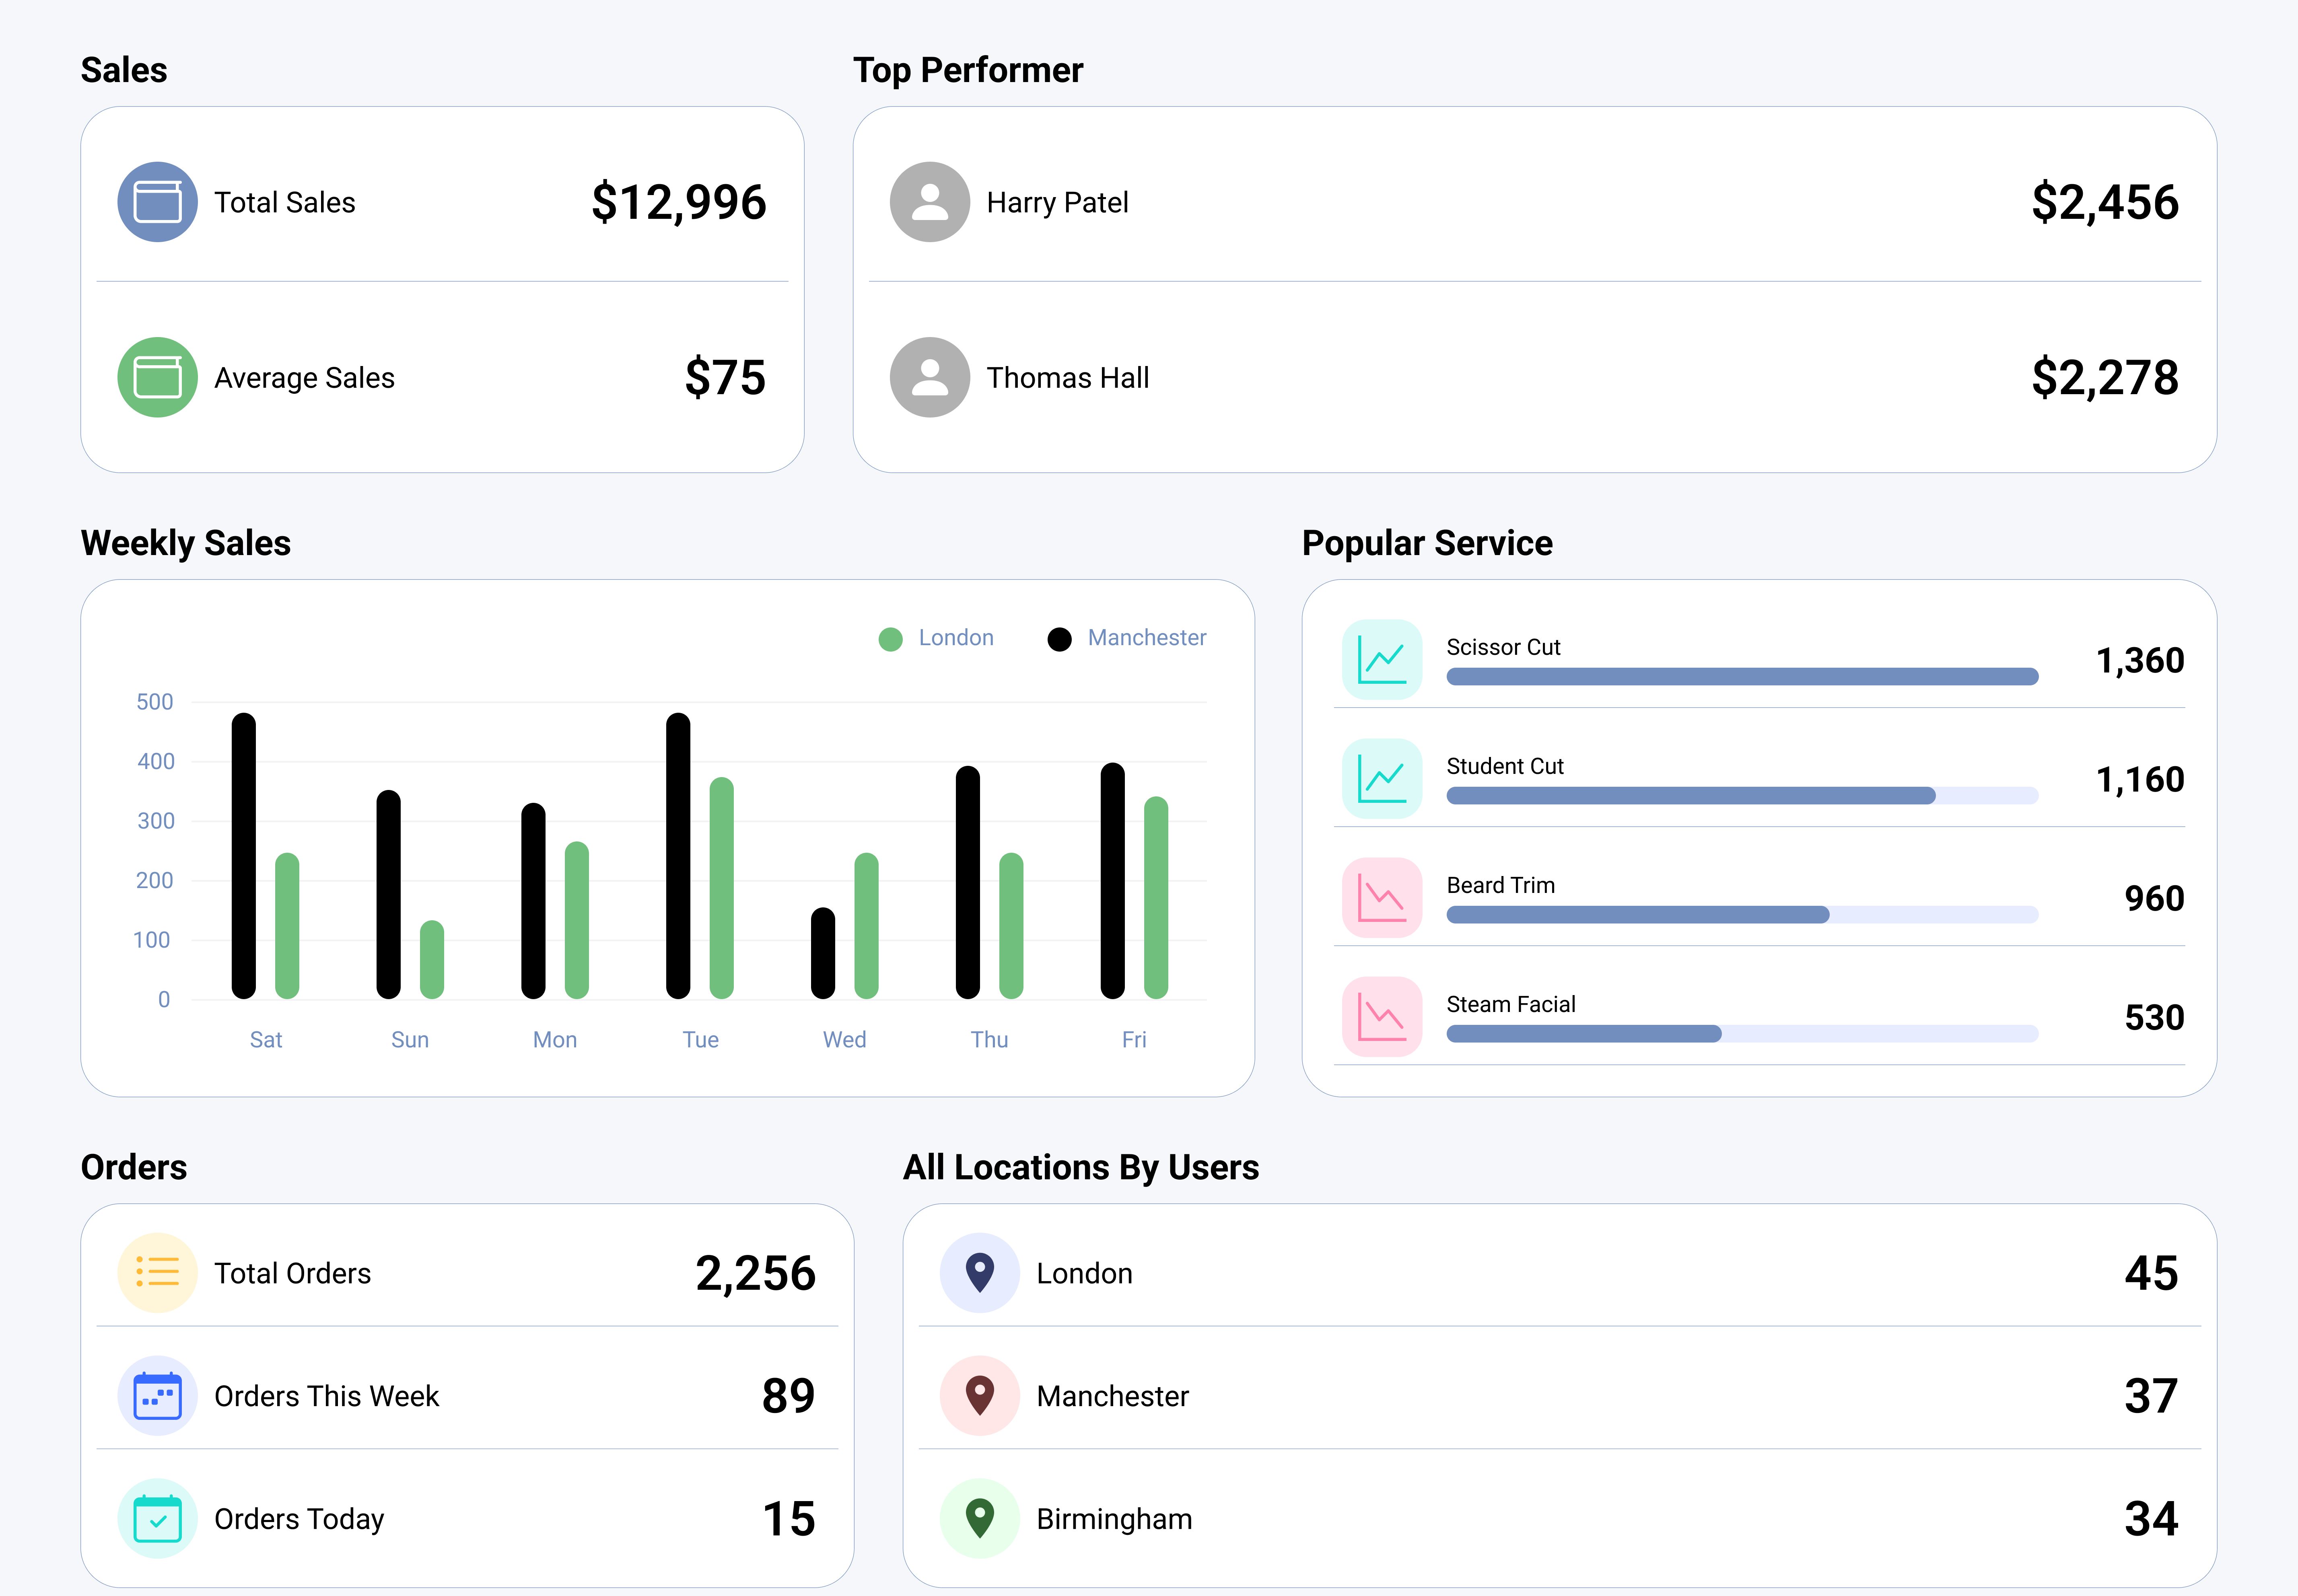 Sales
Total Sales $12,996
Average Sales $75
Top Performer
Harry Patel $2,456
Thomas Hall $2,278
Weekly Sales
London Manchester
500
400
300
200
100
0
Sat Sun Mon Tue Wed Thu Fri
Popular Service
Scissor Cut 1,360
Student Cut 1,160
Beard Trim 960
Steam Facial 530
Orders
Total Orders 2,256
Orders This Week 89
Orders Today 15
All Locations By Users
London 45
Manchester 37
Birmingham 34